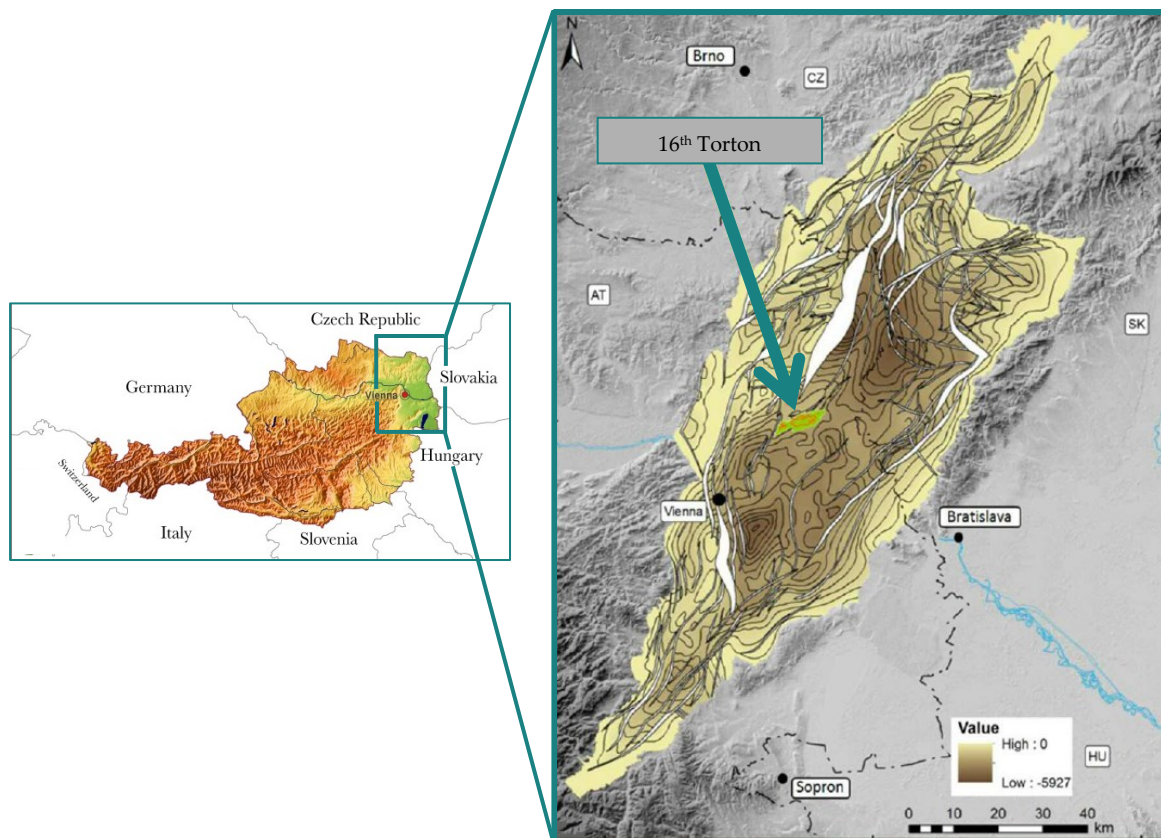 Czech Republic
Germany
Slovakia
Vienna
Hungary
Switzerland
Italy
Slovenia
N
Brno
CZ
16th Torton
AT
SK
Vienna
Bratislava
Value
High : 0
Low : -5927
HU
Sopron
0 10 20 30 40
km